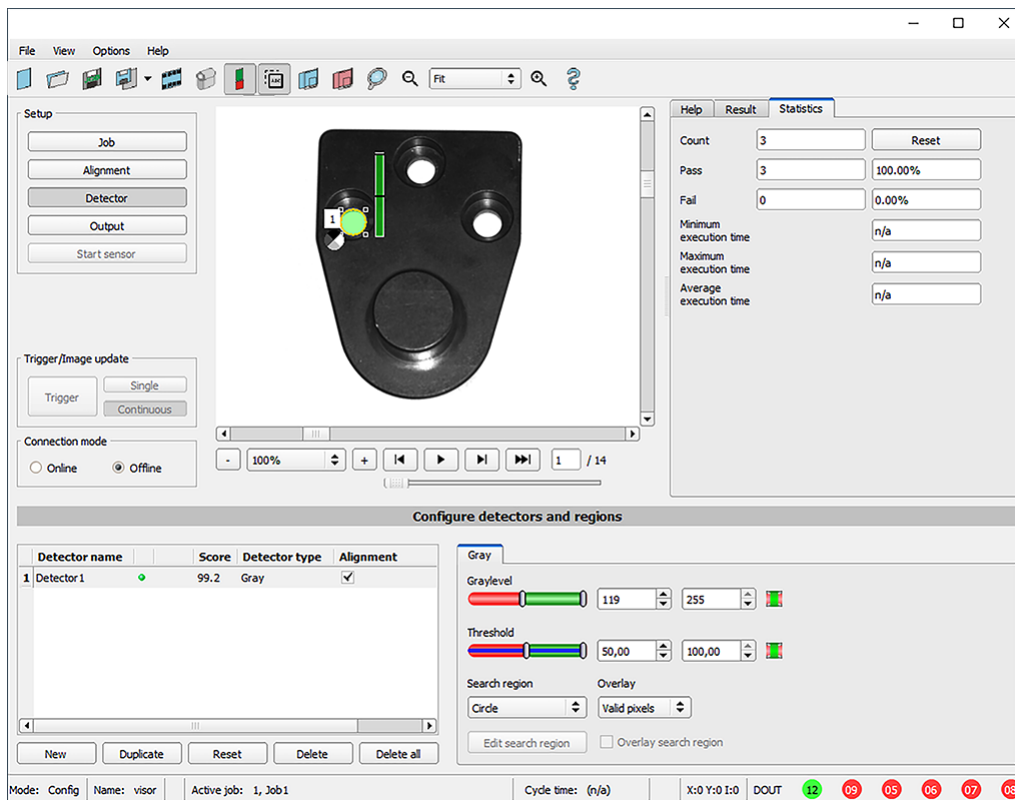 File View Options Help
Fit
Setup
Job
Alignment
Detector
Output
Start sensor
Trigger/Image update
Trigger
Single
Continuous
Connection mode
Online Offline
1
- 100% + 1 / 14
Help Result Statistics
Count 3 Reset
Pass 3 100.00%
Fail 0 0.00%
Minimum
execution time n/a
Maximum
execution time n/a
Average
execution time n/a
Configure detectors and regions
Detector name Score Detector type Alignment
1 Detector1 99.2 Gray
New Duplicate Reset Delete Delete all
Gray
Graylevel
119 255
Threshold
50,00 100,00
Search region Overlay
Circle Valid pixels
Edit search region Overlay search region
Mode: Config Name: visor Active job: 1, Job1 Cycle time: (n/a) X:0 Y:0 I:0 DOUT 12 09 05 06 07 08